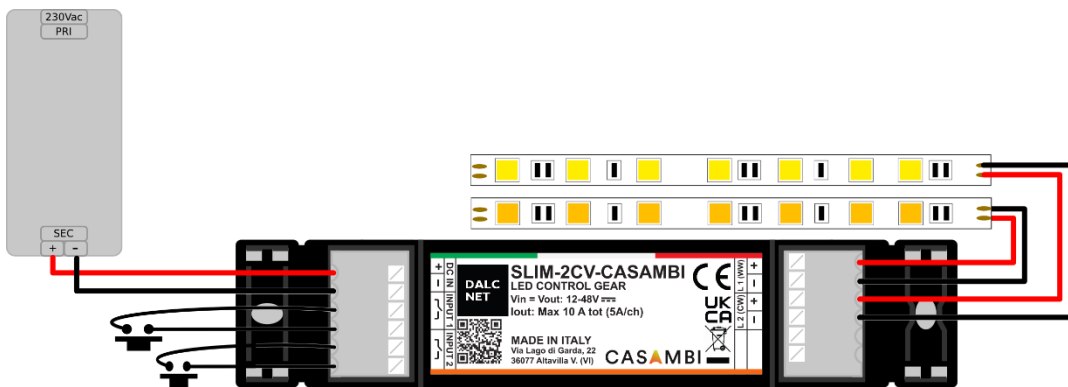 230Vac
PRI
SEC
+ −
+
−
DC IN
INPUT 1
INPUT 2
DALC
NET
SLIM-2CV-CASAMBI
LED CONTROL GEAR
Vin = Vout: 12-48V
Iout: Max 10 A tot (5A/ch)
MADE IN ITALY
Via Lago di Garda, 22
36077 Altavilla V. (VI)
CASAMBI
CE
UK
CA
L 1 (WW)
+
−
L 2 (CW)
+
−